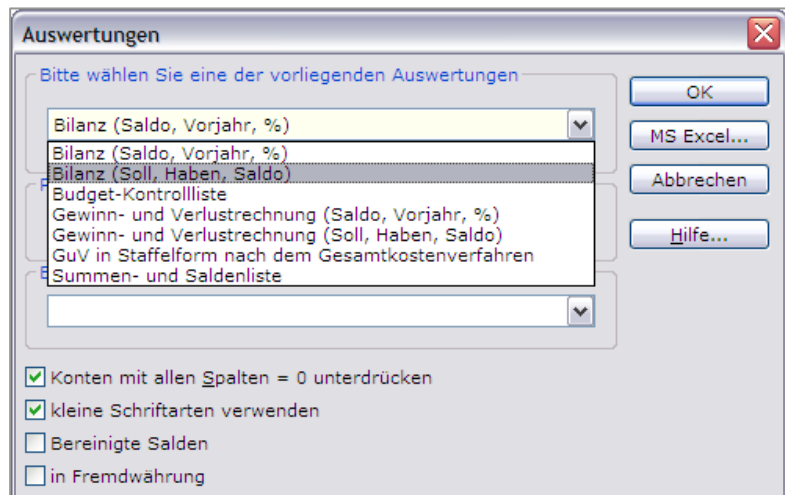 Auswertungen
Bitte wählen Sie eine der vorliegenden Auswertungen
Bilanz (Saldo, Vorjahr, %)
Bilanz (Saldo, Vorjahr, %)
Bilanz (Soll, Haben, Saldo)
Budget-Kontrollliste
Gewinn- und Verlustrechnung (Saldo, Vorjahr, %)
Gewinn- und Verlustrechnung (Soll, Haben, Saldo)
GuV in Staffelform nach dem Gesamtkostenverfahren
Summen- und Saldenliste
OK
MS Excel...
Abbrechen
Hilfe...
Konten mit allen Spalten = 0 unterdrücken
kleine Schriftarten verwenden
Bereinigte Salden
in Fremdwährung